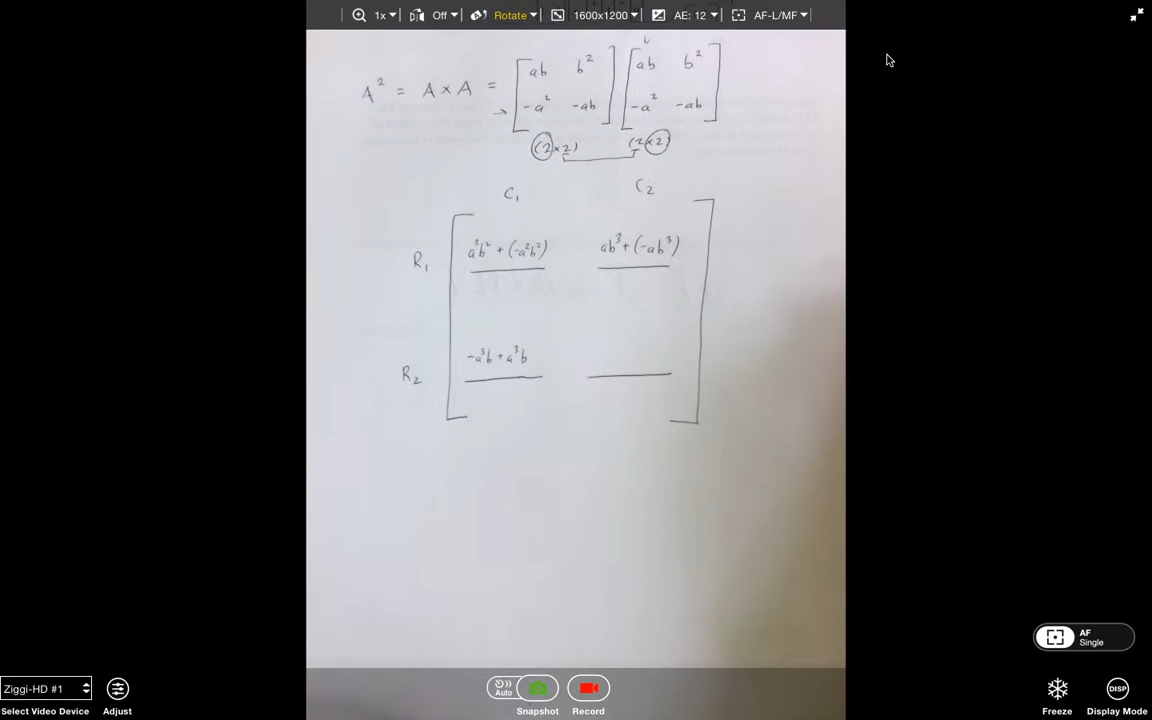 1x Off Rotate 1600x1200 AE: 12 AF-L/MF
A² = A × A = [ab b² -a² -ab] [ab b² -a² -ab]
→
(2×2) (2×2)
C₁ C₂
R₁ a²b² + (-a²b²) ab³ + (-ab³)
R₂ -a³b + a³b
AF
Single
Ziggi-HD #1
Select Video Device
Adjust
Auto
Snapshot
Record
Freeze
DISP
Display Mode